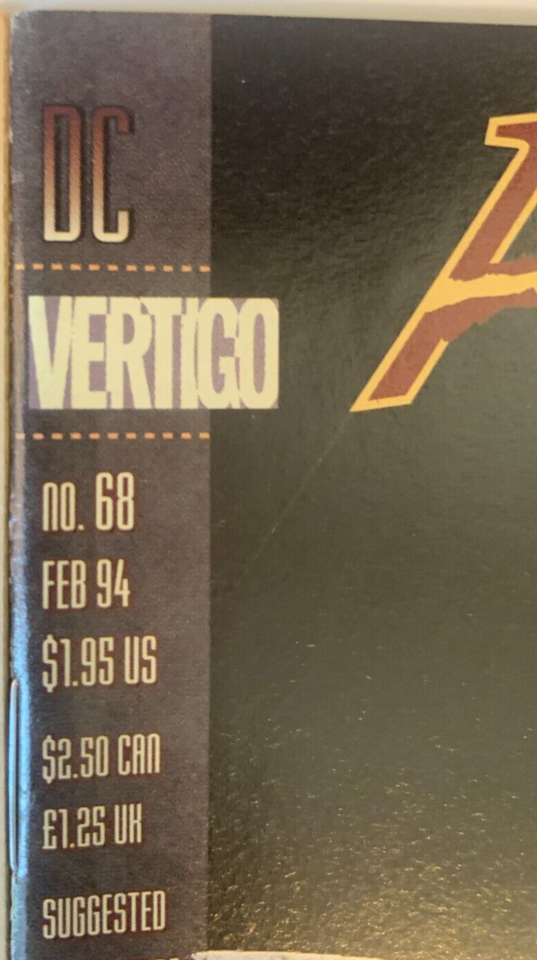 DC
VERTIGO
no. 68
FEB 94
$1.95 US
$2.50 CAN
£1.25 UK
SUGGESTED